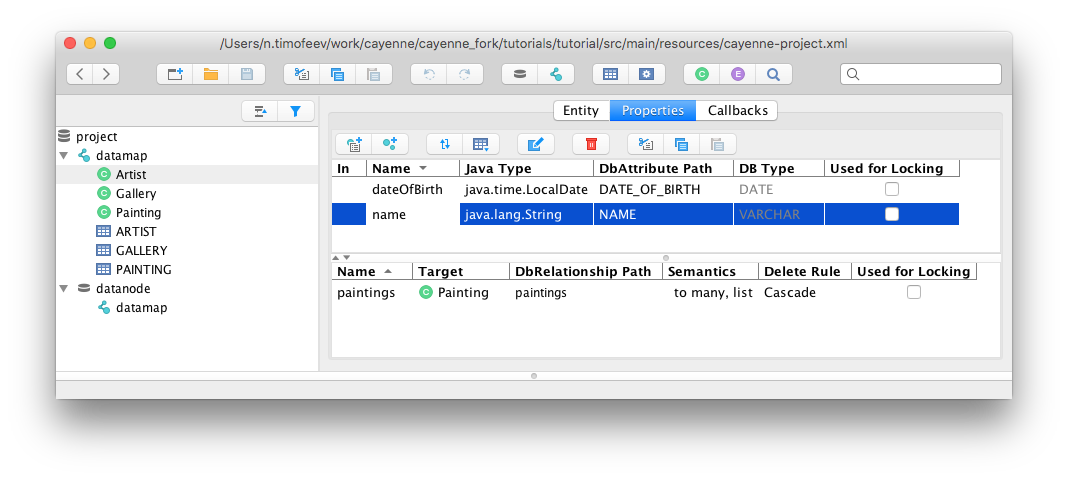 /Users/n.timofeev/work/cayenne/cayenne_fork/tutorials/tutorial/src/main/resources/cayenne-project.xml
C E
Entity Properties Callbacks
project
datamap
C Artist
C Gallery
C Painting
ARTIST
GALLERY
PAINTING
datanode
datamap
In Name Java Type DbAttribute Path DB Type Used for Locking
dateOfBirth java.time.LocalDate DATE_OF_BIRTH DATE
name java.lang.String NAME VARCHAR
Name Target DbRelationship Path Semantics Delete Rule Used for Locking
paintings C Painting paintings to many, list Cascade